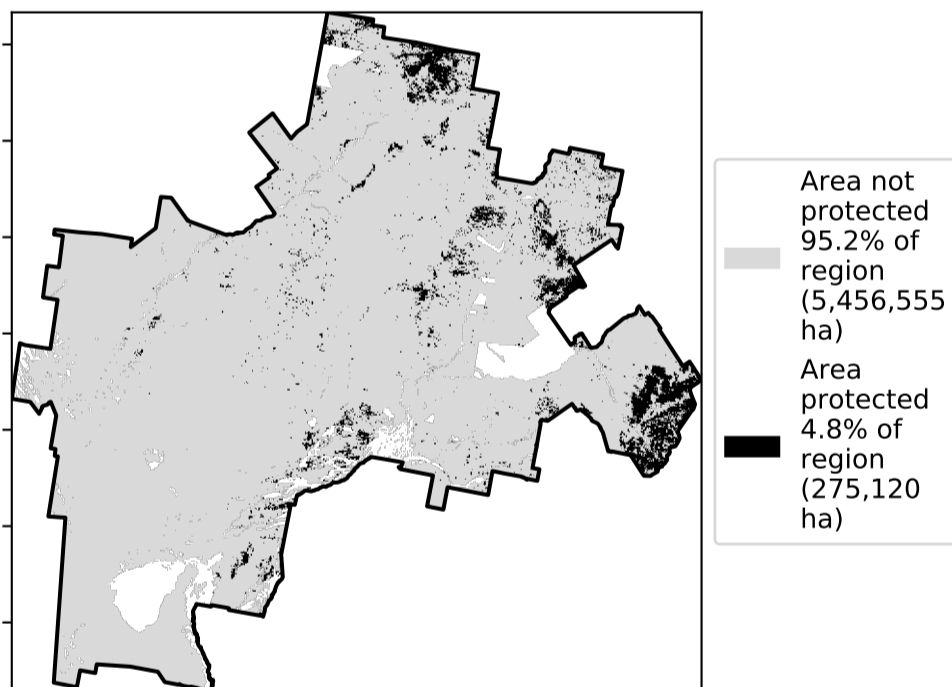 Area not
protected
95.2% of
region
(5,456,555
ha)
Area
protected
4.8% of
region
(275,120
ha)